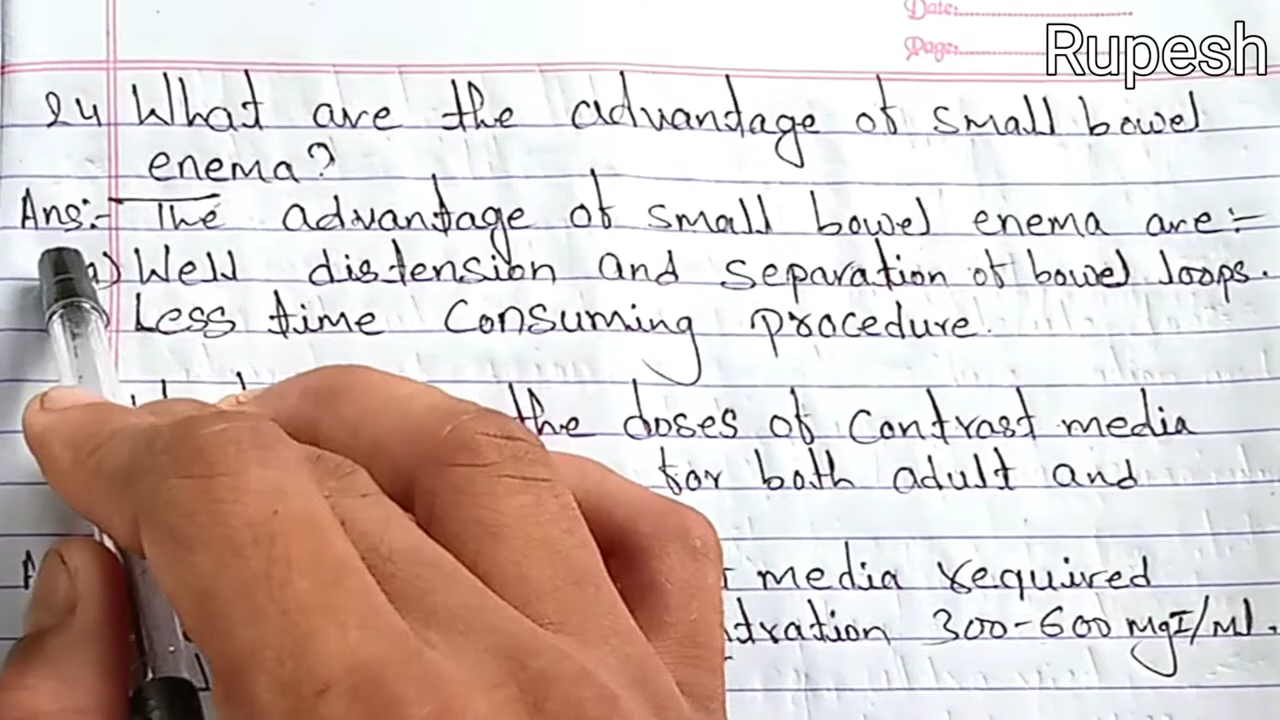 Date:
Page:
Rupesh
24 What are the advantage of small bowel
enema?
Ans:- The advantage of small bowel enema are:-
a) Well distension and separation of bowel loops.
Less time consuming procedure.
the doses of contrast media
for both adult and
media required
300-600 mgI/ml.